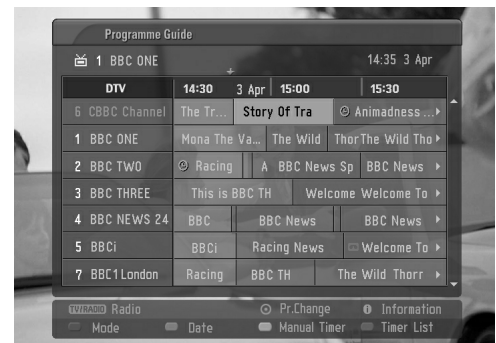 Programme Guide
1 BBC ONE 14:35 3 Apr
DTV 14:30 3 Apr 15:00 15:30
6 CBBC Channel The Tr... Story Of Tra Animadness ...
1 BBC ONE Mona The Va... The Wild ThorThe Wild Tho
2 BBC TWO Racing A BBC News Sp BBC News
3 BBC THREE This is BBC TH Welcome Welcome To
4 BBC NEWS 24 BBC BBC News BBC News
5 BBCi BBCi Racing News Welcome To
7 BBC1 London Racing BBC TH The Wild Thorr
TV/RADIO Radio Pr.Change Information
Mode Date Manual Timer Timer List